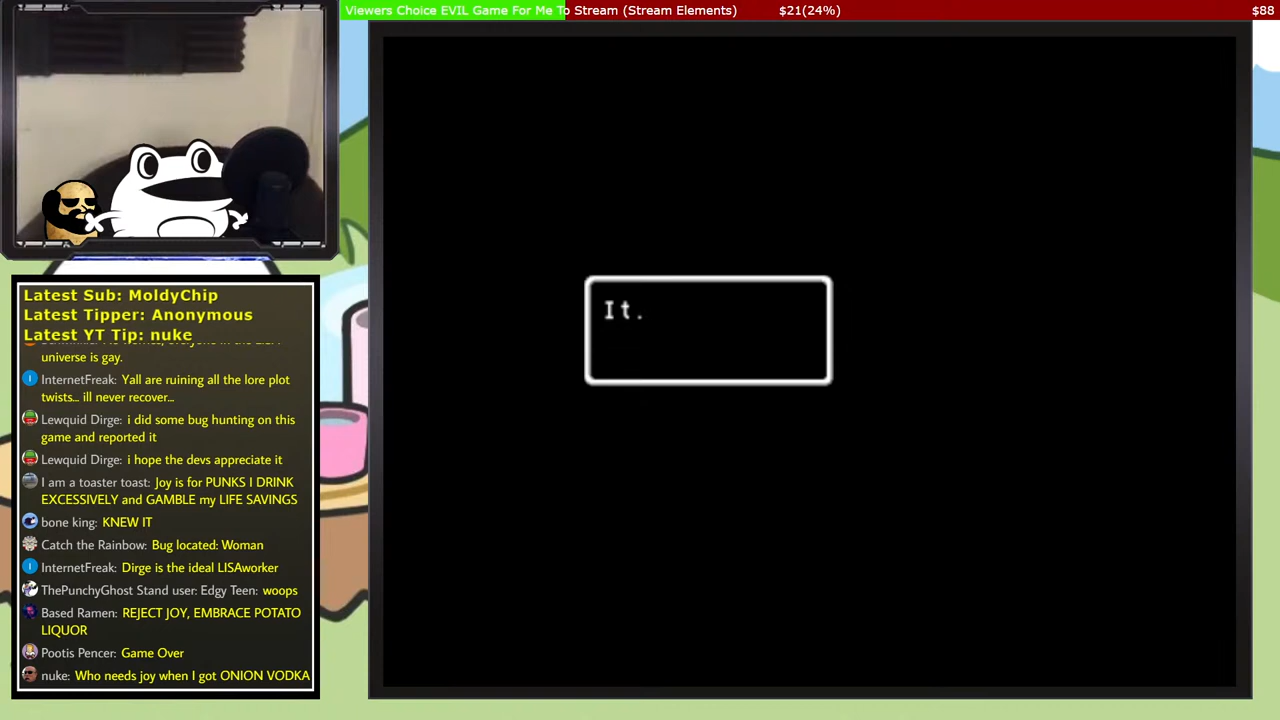 Viewers Choice EVIL Game For Me To Stream (Stream Elements) $21(24%) $88
Latest Sub: MoldyChip
Latest Tipper: Anonymous
Latest YT Tip: nuke
universe is gay.
InternetFreak: Yall are ruining all the lore plot
twists... ill never recover...
Lewquid Dirge: i did some bug hunting on this
game and reported it
Lewquid Dirge: i hope the devs appreciate it
I am a toaster toast: Joy is for PUNKS I DRINK
EXCESSIVELY and GAMBLE my LIFE SAVINGS
bone king: KNEW IT
Catch the Rainbow: Bug located: Woman
InternetFreak: Dirge is the ideal LISAworker
ThePunchyGhost Stand user: Edgy Teen: woops
Based Ramen: REJECT JOY, EMBRACE POTATO
LIQUOR
Pootis Pencer: Game Over
nuke: Who needs joy when I got ONION VODKA
It.